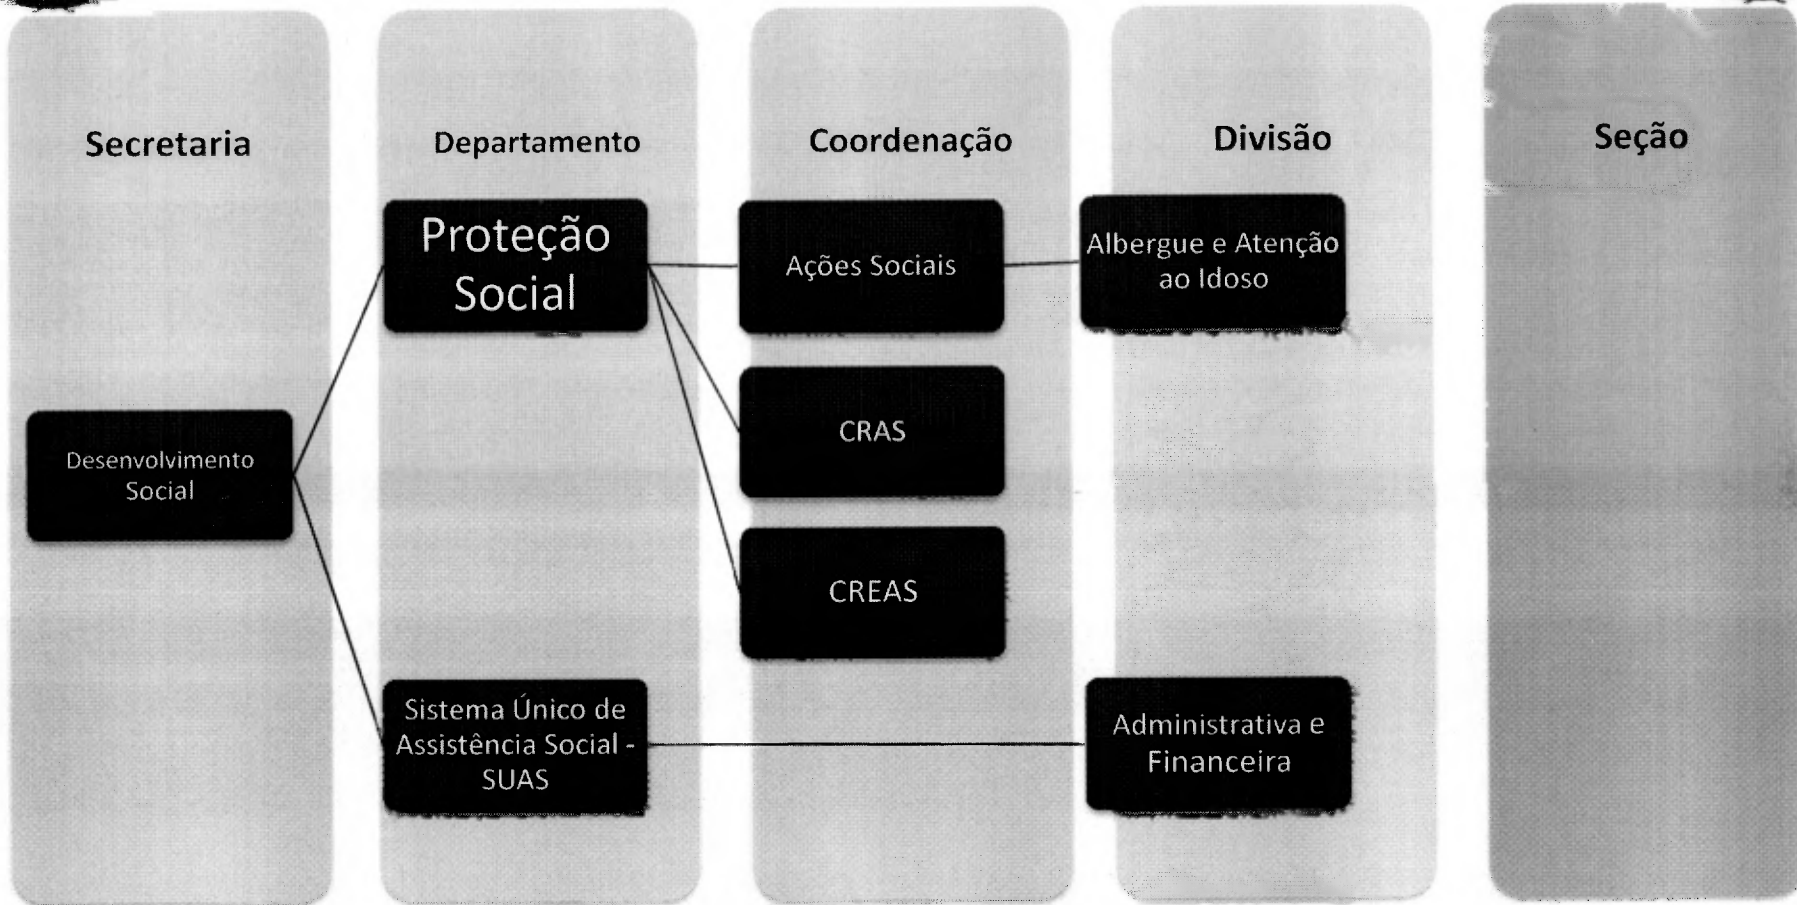 Secretaria
Departamento
Coordenação
Divisão
Seção
Proteção
Social
Ações Sociais
Albergue e Atenção
ao Idoso
CRAS
Desenvolvimento
Social
CREAS
Sistema Único de
Assistência Social -
SUAS
Administrativa e
Financeira